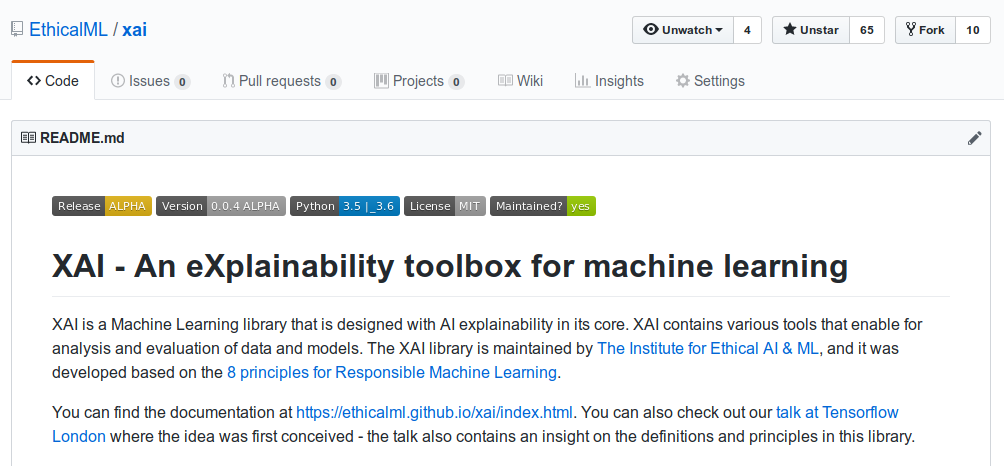 EthicalML / xai
Unwatch 4 Unstar 65 Fork 10
Code Issues 0 Pull requests 0 Projects 0 Wiki Insights Settings
README.md
Release ALPHA Version 0.0.4 ALPHA Python 3.5 |_3.6 License MIT Maintained? yes
XAI - An eXplainability toolbox for machine learning
XAI is a Machine Learning library that is designed with AI explainability in its core. XAI contains various tools that enable for
analysis and evaluation of data and models. The XAI library is maintained by The Institute for Ethical AI & ML, and it was
developed based on the 8 principles for Responsible Machine Learning.
You can find the documentation at https://ethicalml.github.io/xai/index.html. You can also check out our talk at Tensorflow
London where the idea was first conceived - the talk also contains an insight on the definitions and principles in this library.